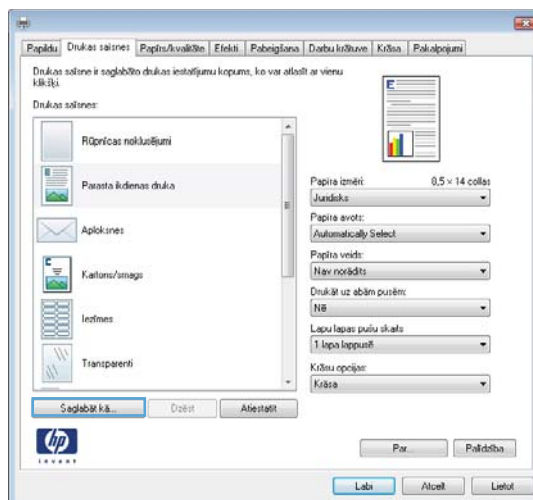 Papildu Drukas saīsnes Papīrs/kvalitāte Efekti Pabeigšana Darbu krātuve Krāsa Pakalpojumi
Drukas saīsne ir saglabāto drukas iestatījumu kopums, ko var atlasīt ar vienu
klikšķi.
Drukas saīsnes:
Rūpnīcas noklusējumi
Parasta ikdienas druka
Aploksnes
Kartons/smags
Iezīmes
Transparenti
Saglabāt kā... Dzēst Atiestatīt
Papīra izmēri: 8,5 × 14 collas
Juridisks
Papīra avots:
Automatically Select
Papīra veids:
Nav norādīts
Drukāt uz abām pusēm:
Nē
Lapu lapas pušu skaits
1 lapa lappusē
Krāsu opcijas:
Krāsa
hp
invent
Par... Palīdzība
Labi Atcelt Lietot